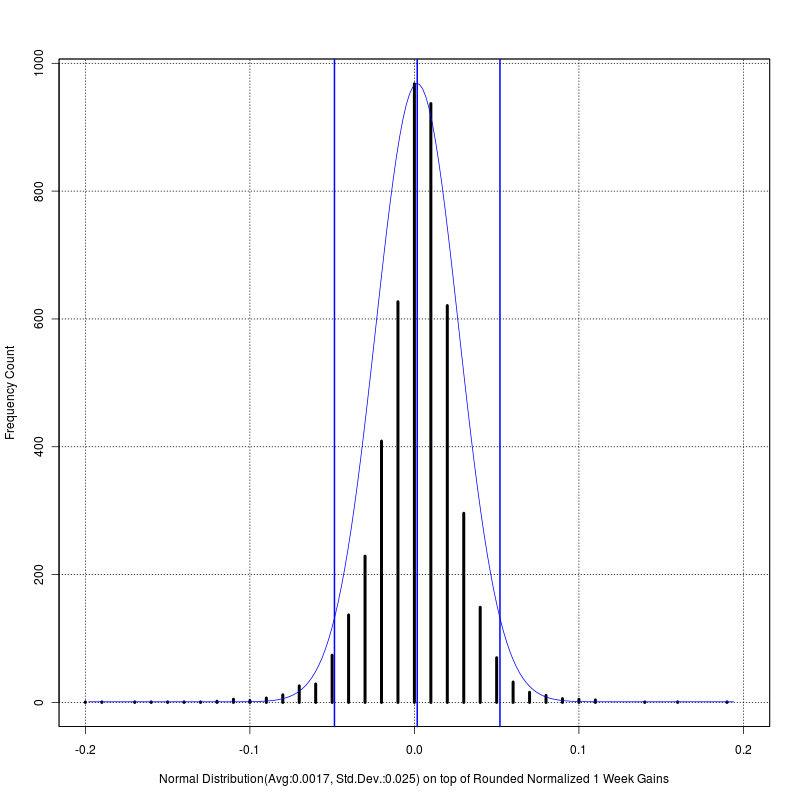 1000
800
600
400
200
0
Frequency Count
-0.2 -0.1 0.0 0.1 0.2
Normal Distribution(Avg:0.0017, Std.Dev.:0.025) on top of Rounded Normalized 1 Week Gains